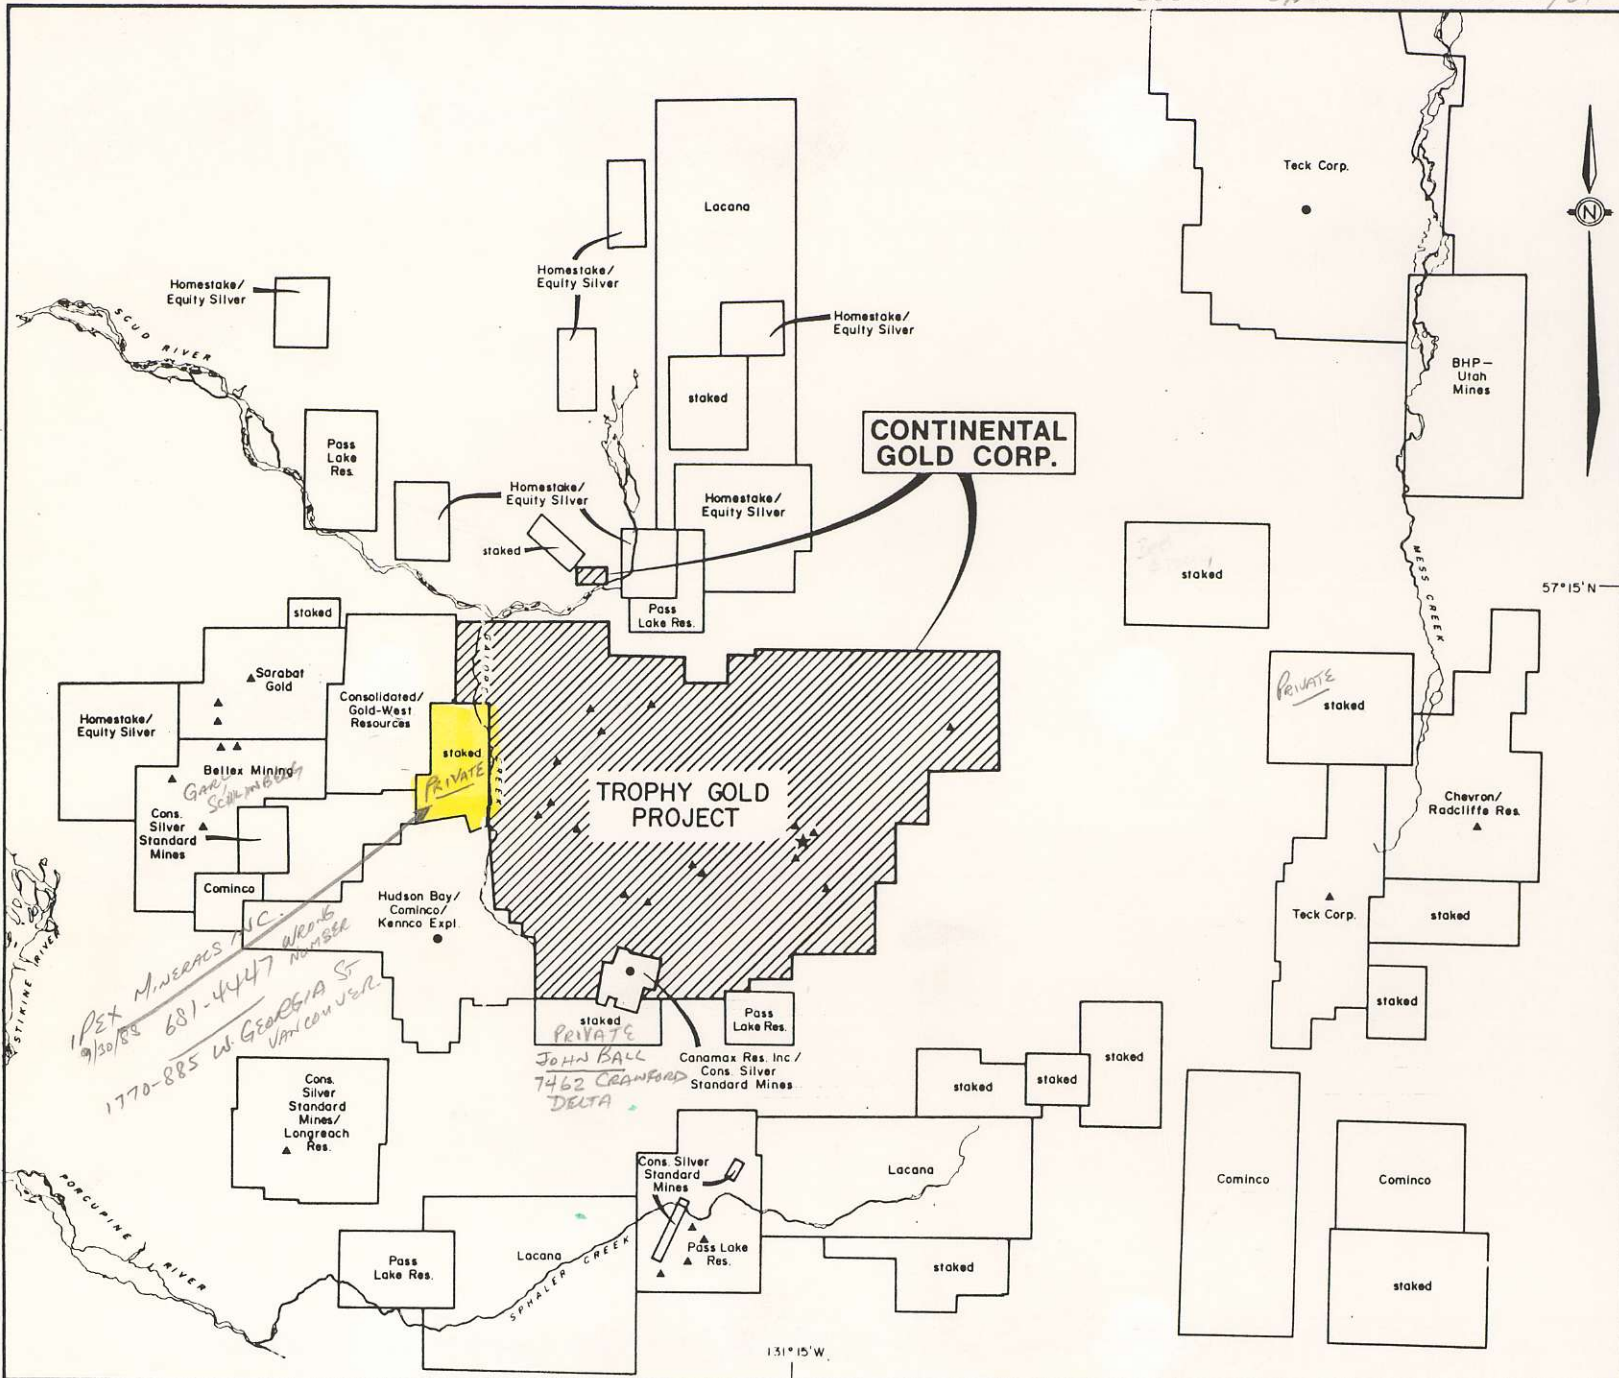 Teck Corp.
N
Lacana
Homestake/
Equity Silver
Homestake/
Equity Silver
SCUD RIVER
Homestake/
Equity Silver
BHP–
Utah
Mines
staked
CONTINENTAL
GOLD CORP.
Pass
Lake
Res.
Homestake/
Equity Silver
Homestake/
Equity Silver
staked
staked
57°15'N
MESS CREEK
Pass
Lake Res.
staked
Sarabat
Gold
Consolidated/
Gold-West
Resources
Homestake/
Equity Silver
staked
PRIVATE
CREEK
PRIVATE
staked
Bellex Mining
GARY
TROPHY GOLD
PROJECT
Chevron/
Radcliffe Res.
Cons.
Silver
Standard
Mines
Cominco
Hudson Bay/
Cominco/
Kennco Expl.
Teck Corp.
staked
STIKINE RIVER
IPEX MINERALS INC.
9/30/88 681-4447 WRONG
NUMBER
1770-885 W. GEORGIA ST
VANCOUVER.
staked
PRIVATE
JOHN BALL
7462 CRAWFORD
DELTA
Pass
Lake Res.
Canamax Res. Inc /
Cons. Silver
Standard Mines
staked
staked
staked
staked
Cons.
Silver
Standard
Mines/
Longreach
Res.
Cons. Silver
Standard
Mines
Lacana
Cominco
Cominco
PORCUPINE RIVER
Pass
Lake Res.
Lacana
SPHALER CREEK
Pass Lake
Res.
staked
staked
131°15'W